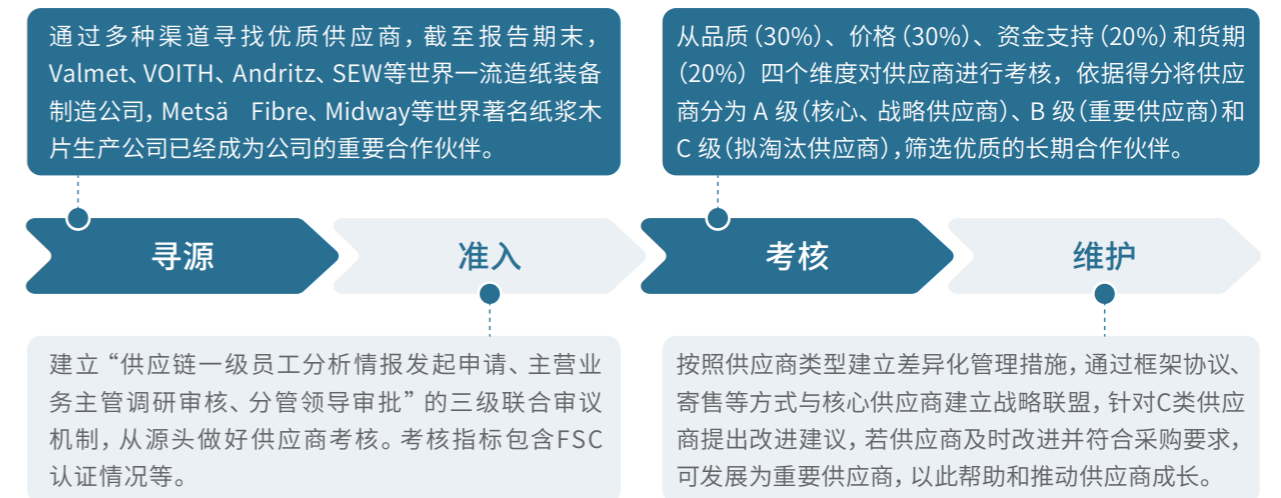 通过多种渠道寻找优质供应商，截至报告期末，
Valmet、VOITH、Andritz、SEW等世界一流造纸装备
制造公司，Metsä Fibre、Midway等世界著名纸浆木
片生产公司已经成为公司的重要合作伙伴。
从品质（30%）、价格（30%）、资金支持（20%）和货期
（20%）四个维度对供应商进行考核，依据得分将供应
商分为 A 级（核心、战略供应商）、B 级（重要供应商）和
C 级（拟淘汰供应商），筛选优质的长期合作伙伴。
寻源
准入
考核
维护
建立“供应链一级员工分析情报发起申请、主营业
务主管调研审核、分管领导审批”的三级联合审议
机制，从源头做好供应商考核。考核指标包含FSC
认证情况等。
按照供应商类型建立差异化管理措施，通过框架协议、
寄售等方式与核心供应商建立战略联盟，针对C类供应
商提出改进建议，若供应商及时改进并符合采购要求，
可发展为重要供应商，以此帮助和推动供应商成长。